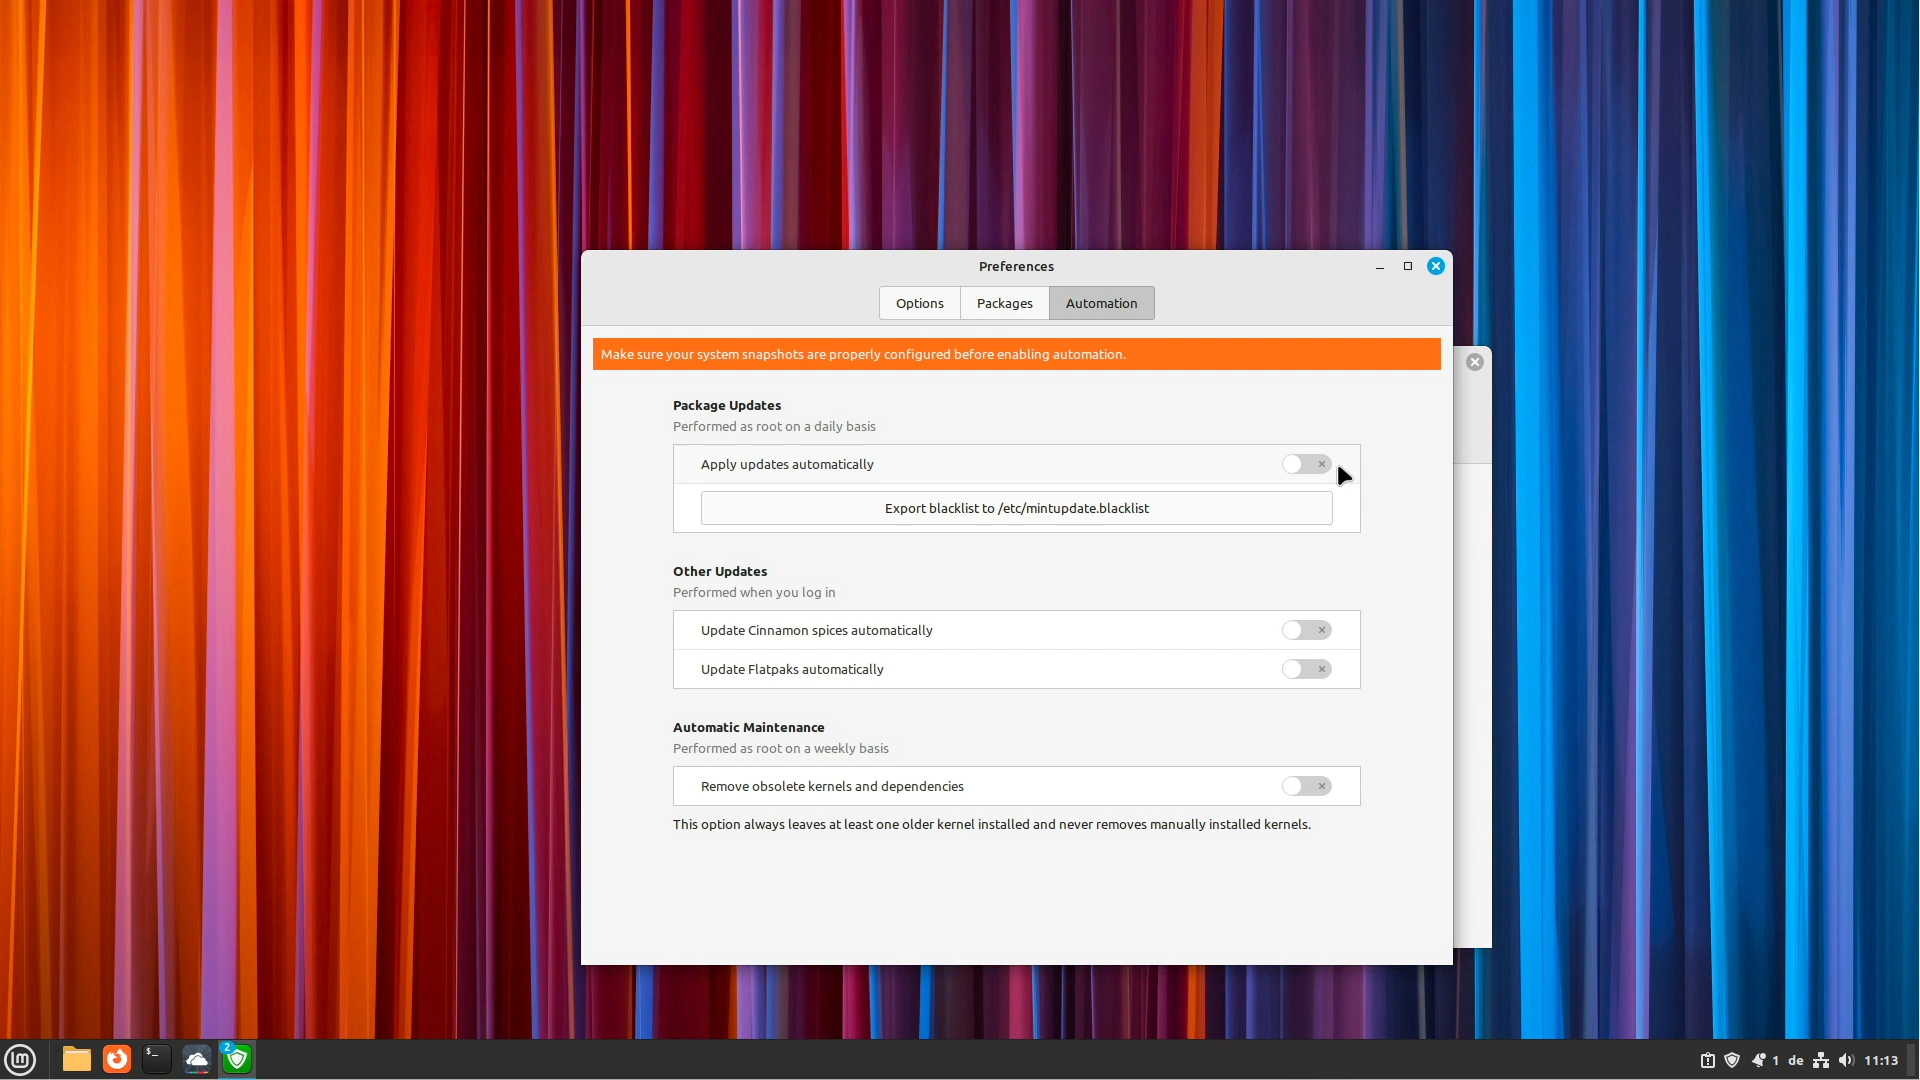 Preferences
Options Packages Automation
Make sure your system snapshots are properly configured before enabling automation.
Package Updates
Performed as root on a daily basis
Apply updates automatically
Export blacklist to /etc/mintupdate.blacklist
Other Updates
Performed when you log in
Update Cinnamon spices automatically
Update Flatpaks automatically
Automatic Maintenance
Performed as root on a weekly basis
Remove obsolete kernels and dependencies
This option always leaves at least one older kernel installed and never removes manually installed kernels.
lm $_ 2 1 de 11:13